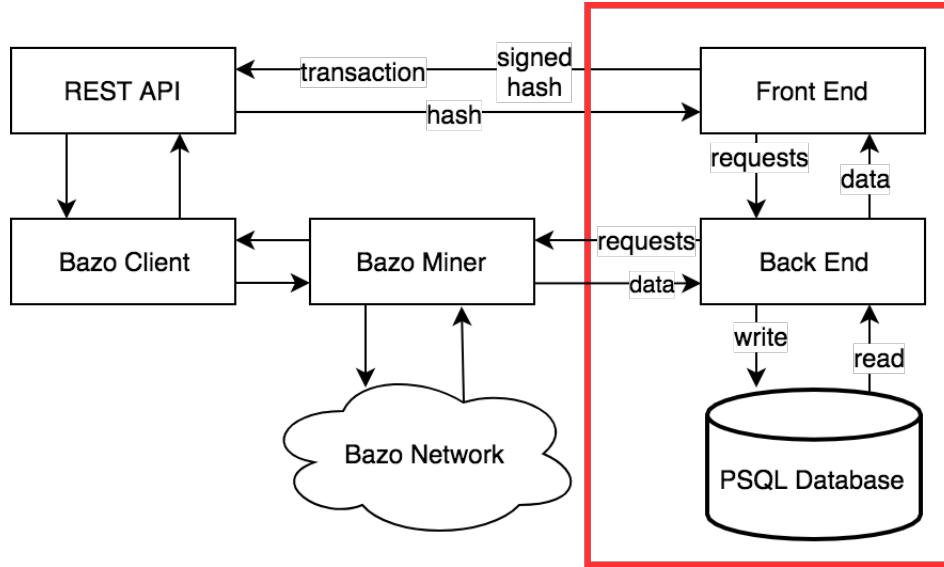 signed
hash
transaction
REST API
Front End
hash
requests
data
Bazo Client
Bazo Miner
requests
Back End
data
write
read
Bazo Network
PSQL Database